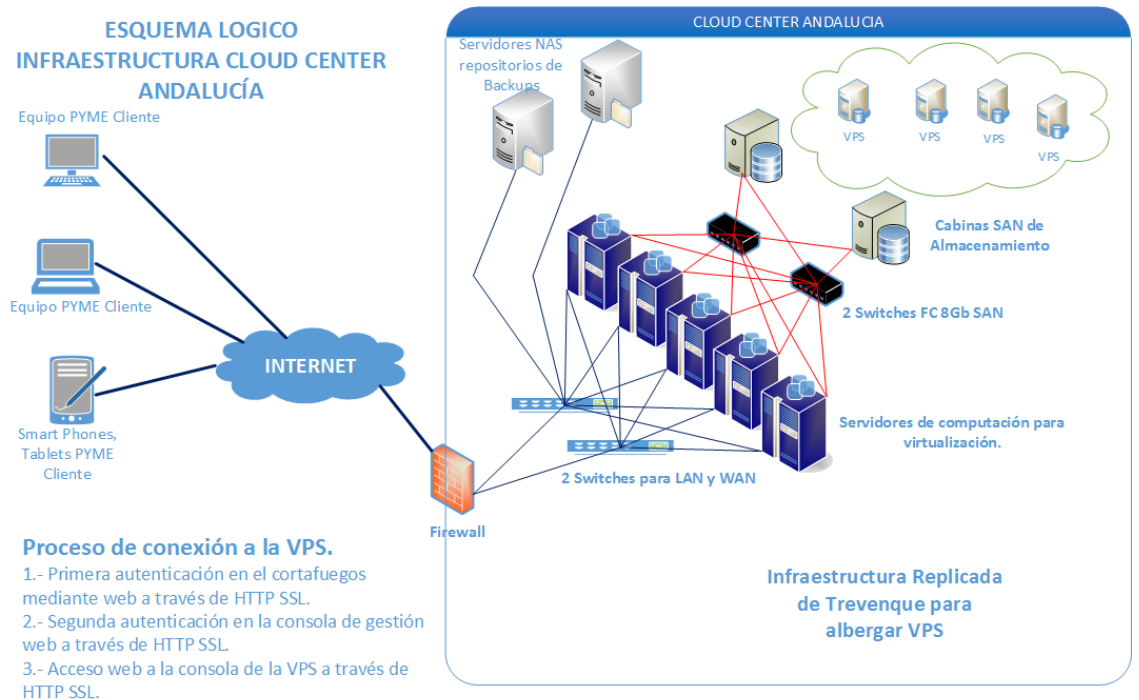 ESQUEMA LOGICO
INFRAESTRUCTURA CLOUD CENTER
ANDALUCÍA
Equipo PYME Cliente
Equipo PYME Cliente
Smart Phones,
Tablets PYME
Cliente
INTERNET
Firewall
CLOUD CENTER ANDALUCIA
Servidores NAS
repositorios de
Backups
VPS
VPS
VPS
VPS
Cabinas SAN de
Almacenamiento
2 Switches FC 8Gb SAN
Servidores de computación para
virtualización.
2 Switches para LAN y WAN
Infraestructura Replicada
de Trevenque para
albergar VPS
Proceso de conexión a la VPS.
1.- Primera autenticación en el cortafuegos
mediante web a través de HTTP SSL.
2.- Segunda autenticación en la consola de gestión
web a través de HTTP SSL.
3.- Acceso web a la consola de la VPS a través de
HTTP SSL.